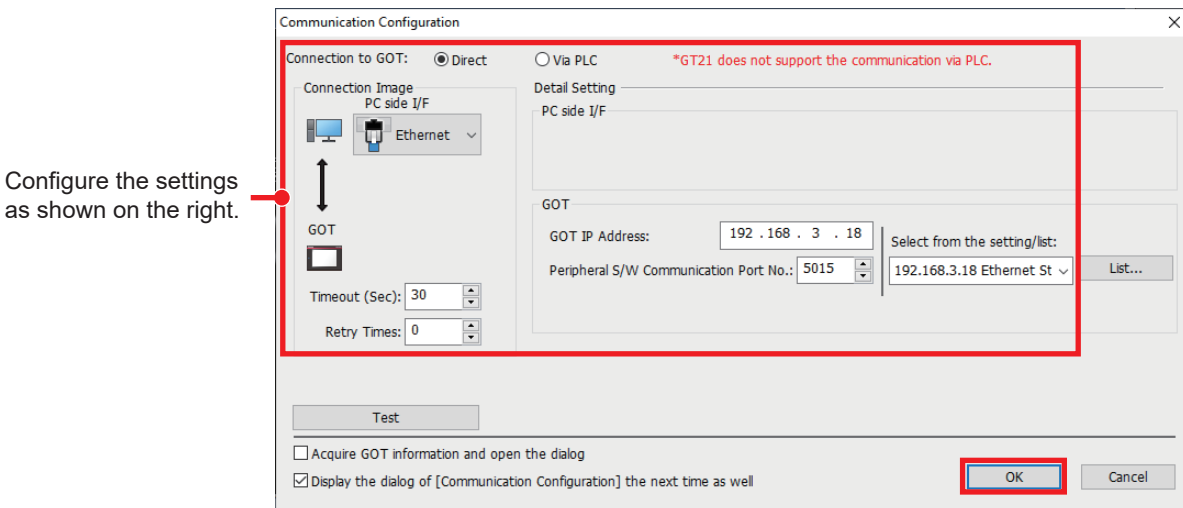 Communication Configuration
Connection to GOT: Direct Via PLC *GT21 does not support the communication via PLC.
Connection Image
PC side I/F
Ethernet
Detail Setting
PC side I/F
Configure the settings
as shown on the right.
GOT
Timeout (Sec): 30
Retry Times: 0
GOT
GOT IP Address: 192 . 168 . 3 . 18
Peripheral S/W Communication Port No.: 5015
Select from the setting/list:
192.168.3.18 Ethernet St
List...
Test
Acquire GOT information and open the dialog
Display the dialog of [Communication Configuration] the next time as well
OK Cancel